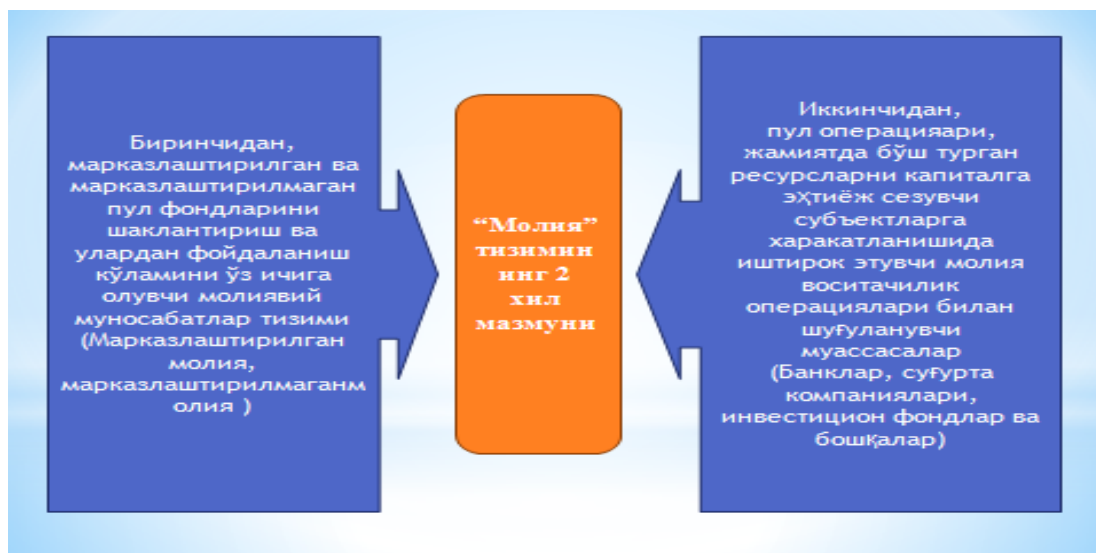 Биринчидан,
марказлаштирилган ва
марказлаштирилмаган
пул фондларини
шаклантириш ва
улардан фойдаланиш
кўламини ўз ичига
олувчи молиявий
муносабатлар тизими
(Марказлаштирилган
молия,
марказлаштирилмаганм
олия )
“Молия”
тизимин
инг 2
хил
мазмуни
Иккинчидан,
пул операцияари,
жамиятда бўш турган
ресурсларни капиталга
эҳтиёж сезувчи
субъектларга
харакатланишида
иштирок этувчи молия
воситачилик
операциялари билан
шуғуланувчи
муассасалар
(Банклар, суғурта
компаниялари,
инвестицион фондлар ва
бошқалар)